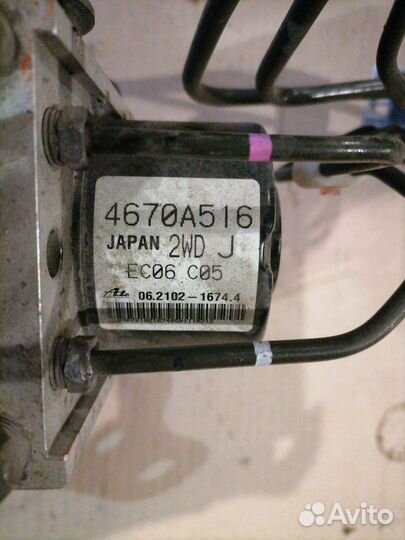 4670A516
JAPAN 2WD J
EC06 C05
06.2102-1674.4
Avito